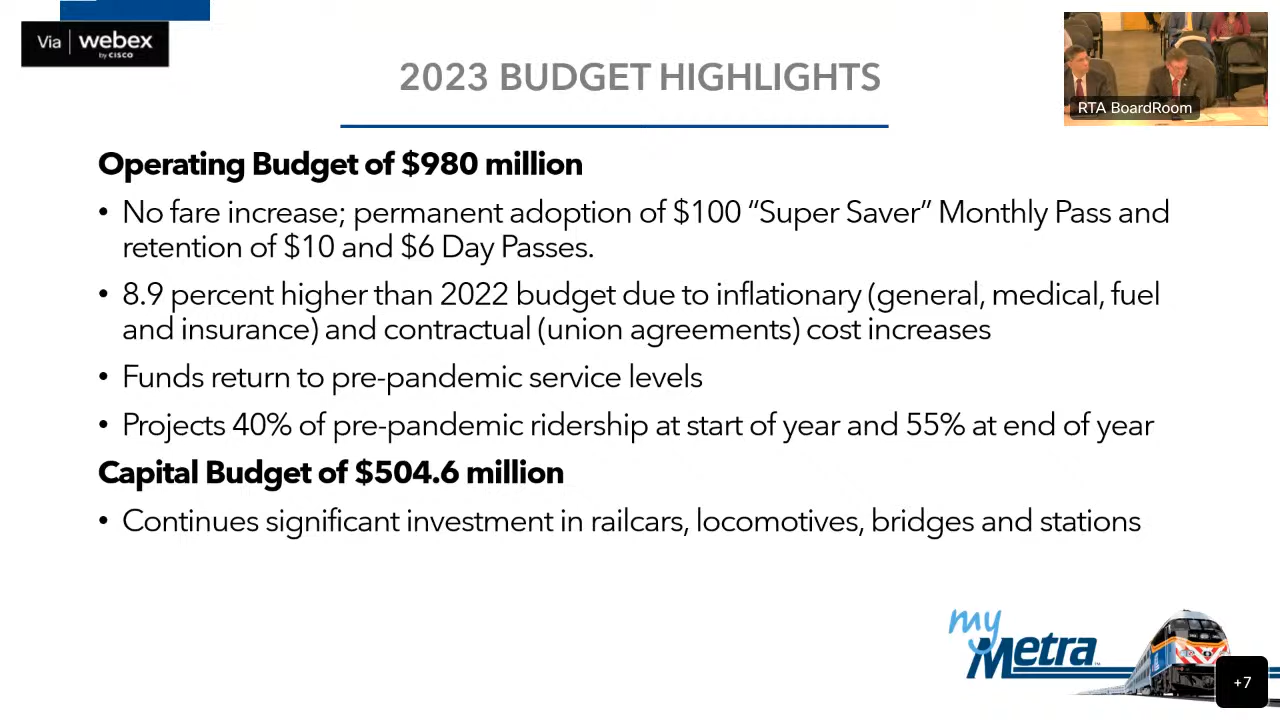 Via webex
by CISCO
2023 BUDGET HIGHLIGHTS
RTA BoardRoom
Operating Budget of $980 million
• No fare increase; permanent adoption of $100 “Super Saver” Monthly Pass and
retention of $10 and $6 Day Passes.
• 8.9 percent higher than 2022 budget due to inflationary (general, medical, fuel
and insurance) and contractual (union agreements) cost increases
• Funds return to pre-pandemic service levels
• Projects 40% of pre-pandemic ridership at start of year and 55% at end of year
Capital Budget of $504.6 million
• Continues significant investment in railcars, locomotives, bridges and stations
my
Metra
+7